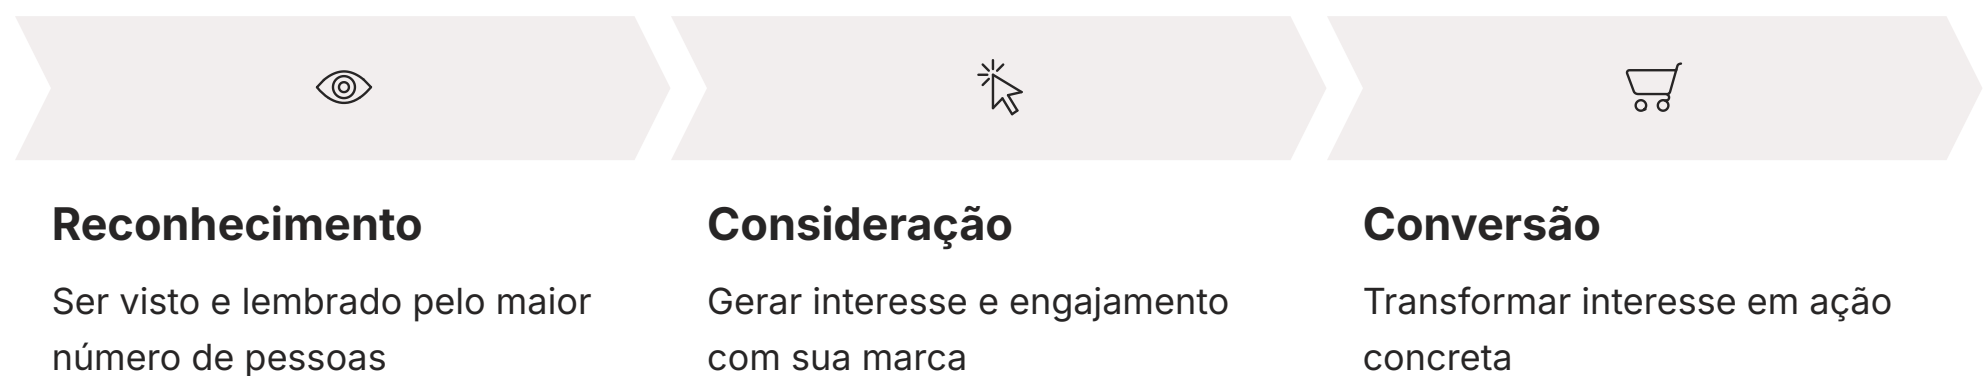 Reconhecimento
Ser visto e lembrado pelo maior
número de pessoas
Consideração
Gerar interesse e engajamento
com sua marca
Conversão
Transformar interesse em ação
concreta